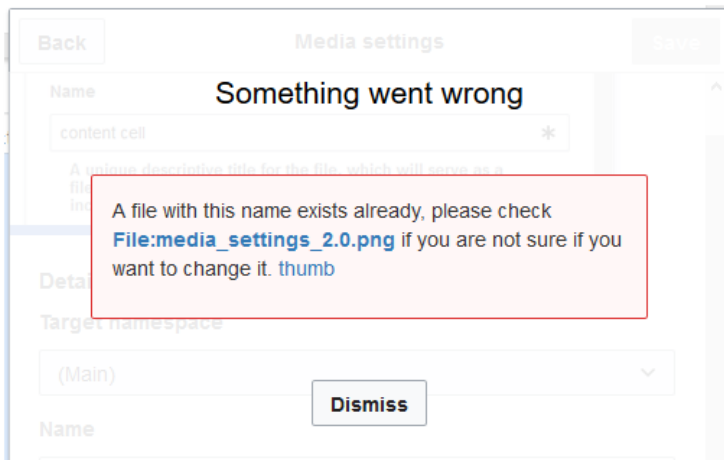 Back
Media settings
Save
Name
Something went wrong
content cell
A unique descriptive title for the file, which will serve as a
file
A file with this name exists already, please check
File:media_settings_2.0.png if you are not sure if you
want to change it. thumb
Target namespace
(Main)
Dismiss
Name